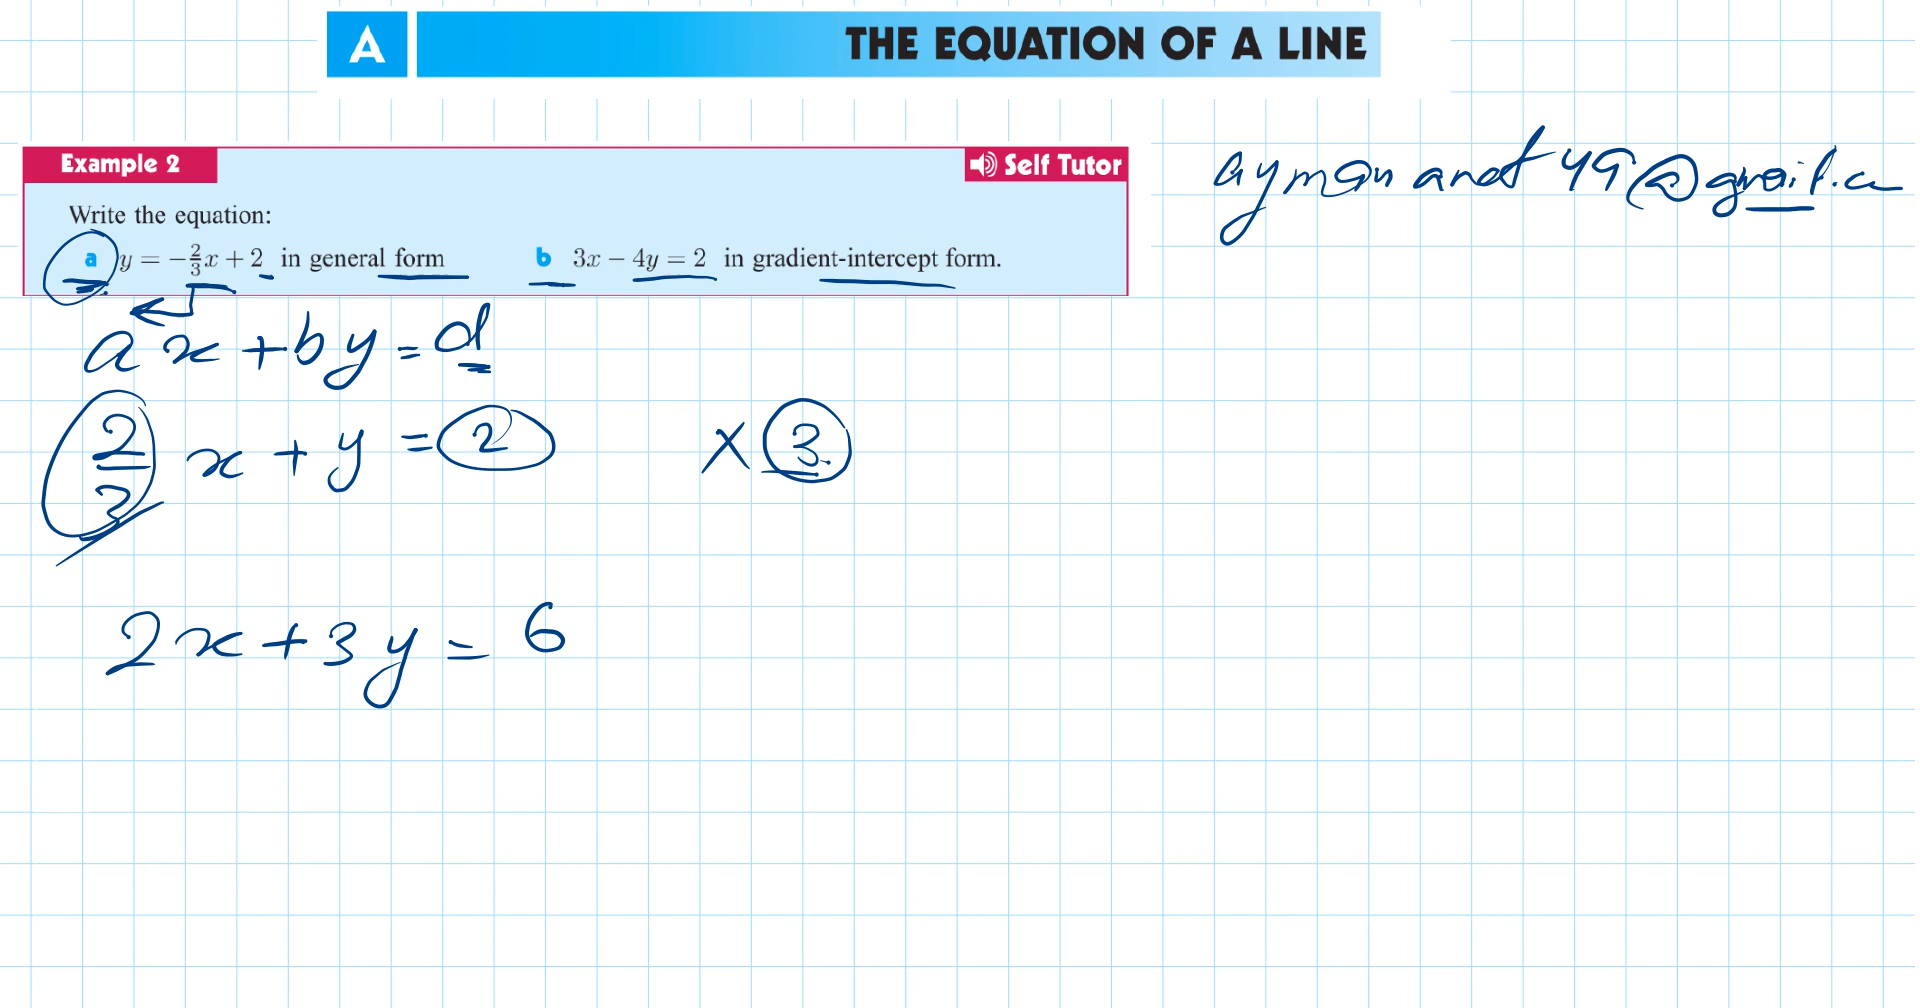 A THE EQUATION OF A LINE
Example 2 Self Tutor
Write the equation:
a y = −2/3x + 2 in general form b 3x − 4y = 2 in gradient-intercept form.
ax + by = d
2/3 x + y = 2 × 3
2x + 3y = 6